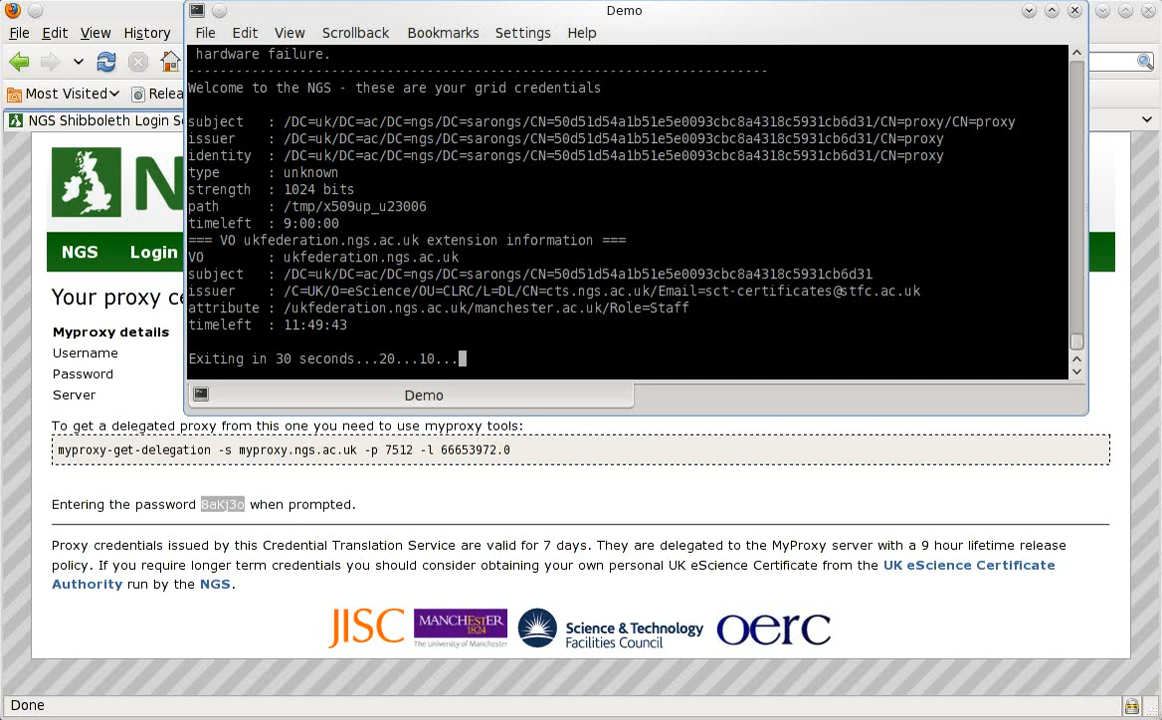 Demo
File Edit View History
File Edit View Scrollback Bookmarks Settings Help
Most Visited Relea
NGS Shibboleth Login Se
hardware failure.
--------------------------------------------------------------------------
Welcome to the NGS - these are your grid credentials
subject : /DC=uk/DC=ac/DC=ngs/DC=sarongs/CN=50d51d54a1b51e5e0093cbc8a4318c5931cb6d31/CN=proxy/CN=proxy
issuer : /DC=uk/DC=ac/DC=ngs/DC=sarongs/CN=50d51d54a1b51e5e0093cbc8a4318c5931cb6d31/CN=proxy
identity : /DC=uk/DC=ac/DC=ngs/DC=sarongs/CN=50d51d54a1b51e5e0093cbc8a4318c5931cb6d31/CN=proxy
type : unknown
strength : 1024 bits
path : /tmp/x509up_u23006
timeleft : 9:00:00
=== VO ukfederation.ngs.ac.uk extension information ===
VO : ukfederation.ngs.ac.uk
subject : /DC=uk/DC=ac/DC=ngs/DC=sarongs/CN=50d51d54a1b51e5e0093cbc8a4318c5931cb6d31
issuer : /C=UK/O=eScience/OU=CLRC/L=DL/CN=cts.ngs.ac.uk/Email=sct-certificates@stfc.ac.uk
attribute : /ukfederation.ngs.ac.uk/manchester.ac.uk/Role=Staff
timeleft : 11:49:43
Exiting in 30 seconds...20...10...
Demo
N
NGS Login
Your proxy ce
Myproxy details
Username
Password
Server
To get a delegated proxy from this one you need to use myproxy tools:
myproxy-get-delegation -s myproxy.ngs.ac.uk -p 7512 -l 66653972.0
Entering the password 8aKj3o when prompted.
Proxy credentials issued by this Credential Translation Service are valid for 7 days. They are delegated to the MyProxy server with a 9 hour lifetime release
policy. If you require longer term credentials you should consider obtaining your own personal UK eScience Certificate from the UK eScience Certificate
Authority run by the NGS.
JISC MANCHESTER 1824 The University of Manchester Science & Technology Facilities Council oerc
Done